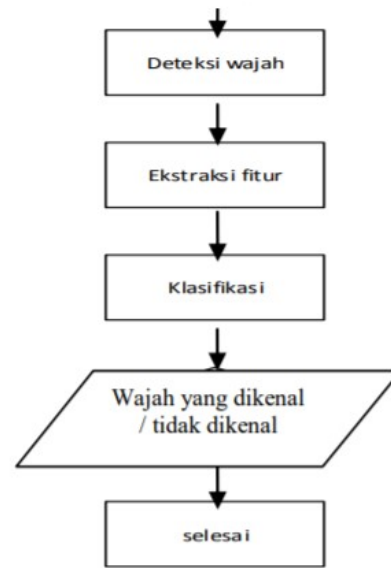 Deteksi wajah
Ekstraksi fitur
Klasifikasi
Wajah yang dikenal
/ tidak dikenal
selesai